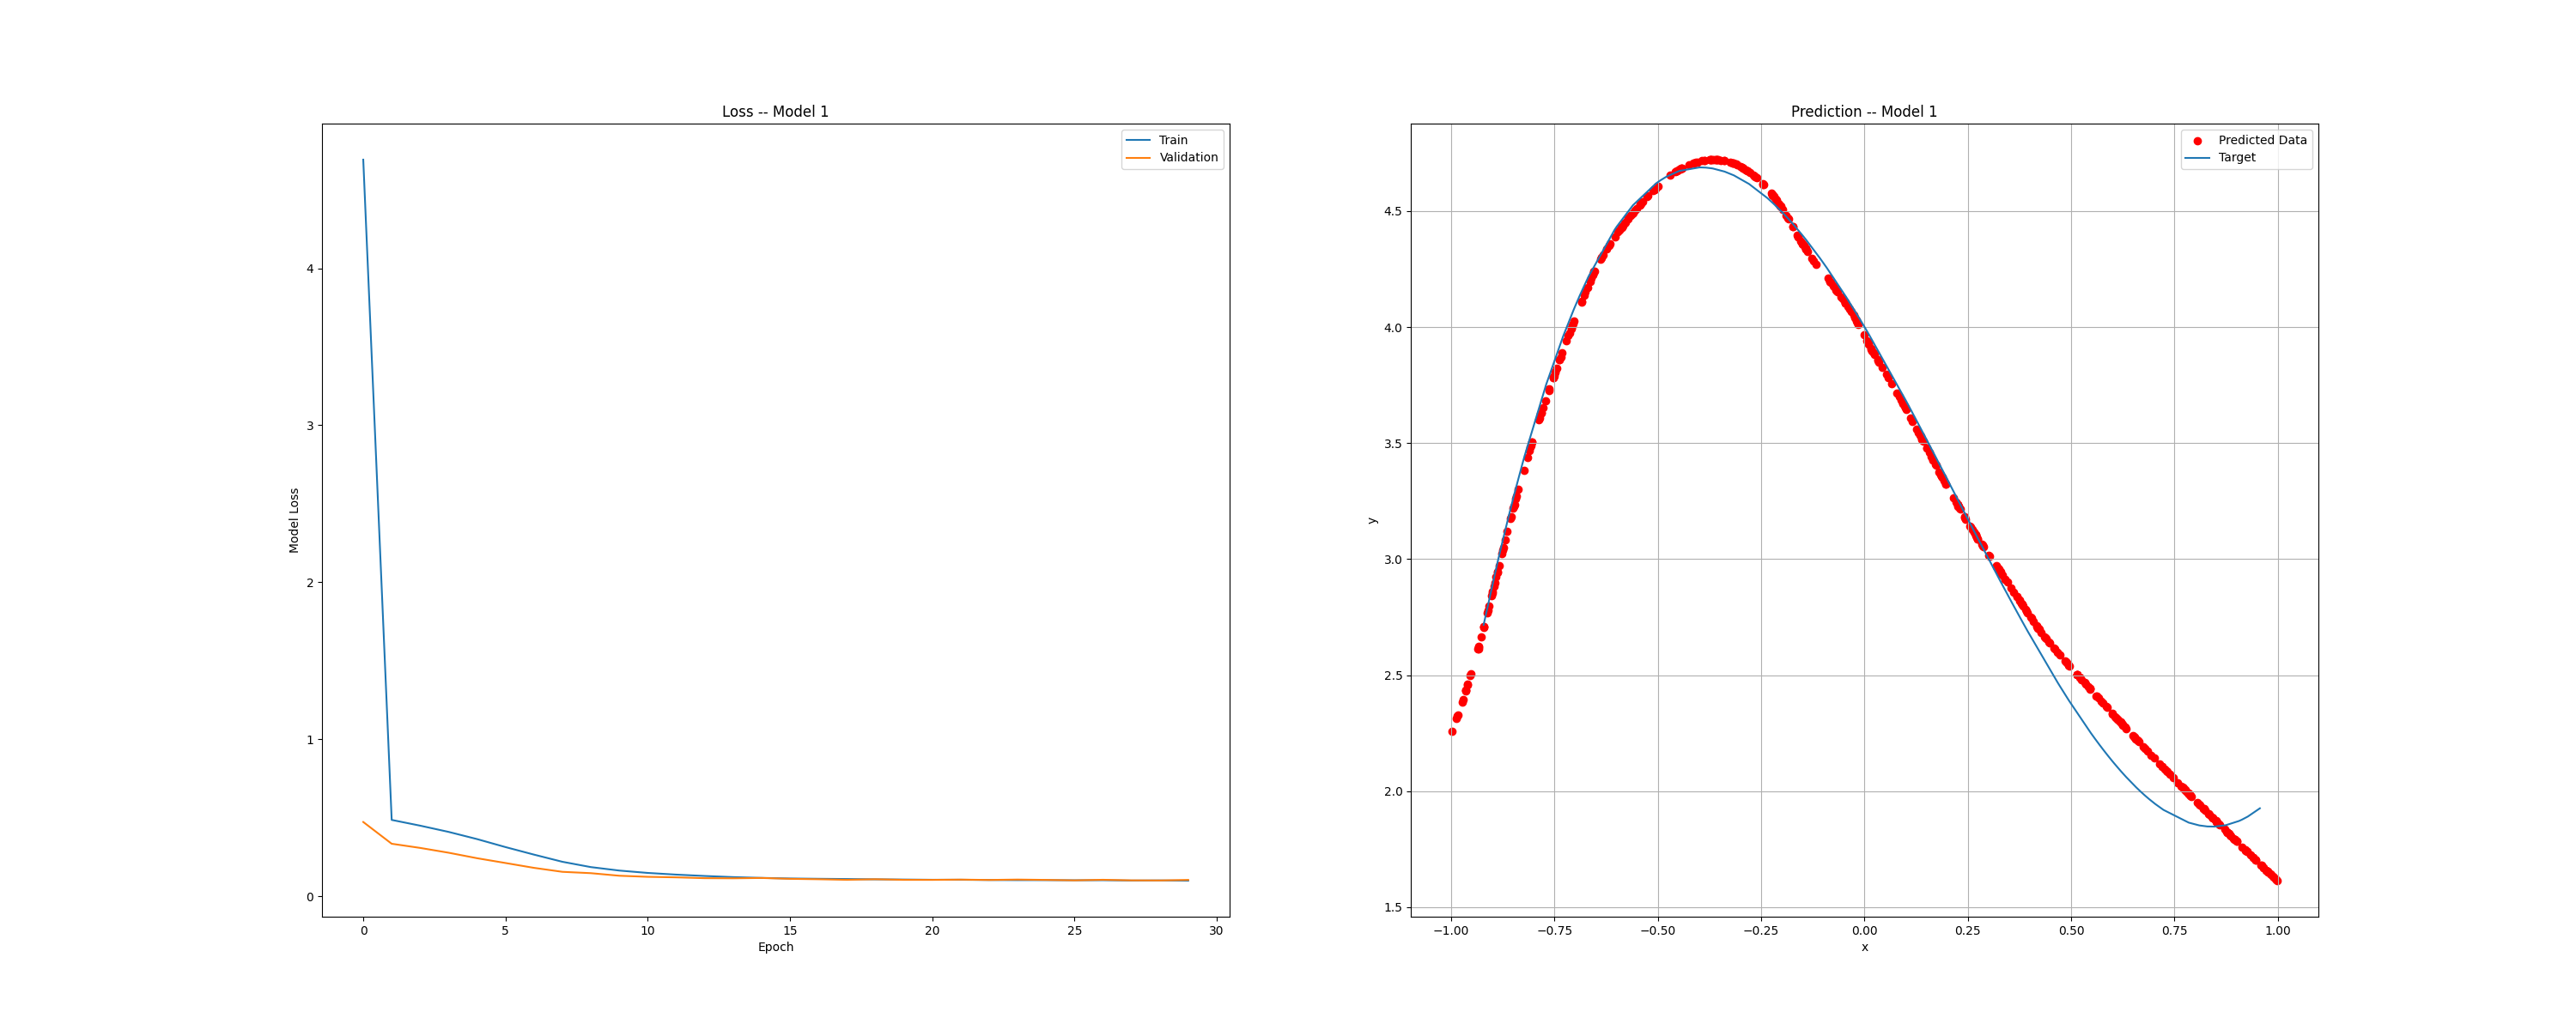 Loss -- Model 1
Train
Validation
4
3
2
1
0
Model Loss
0 5 10 15 20 25 30
Epoch
Prediction -- Model 1
Predicted Data
Target
4.5
4.0
3.5
3.0
2.5
2.0
1.5
y
−1.00 −0.75 −0.50 −0.25 0.00 0.25 0.50 0.75 1.00
x